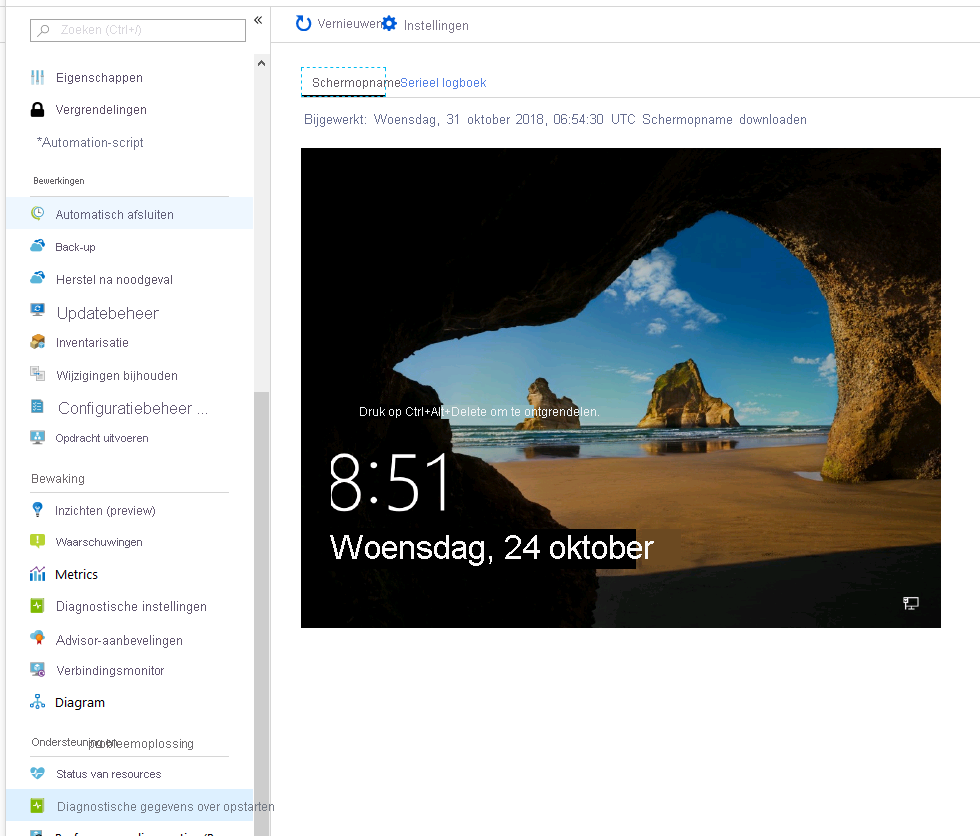 Zoeken (Ctrl+/)
«
Eigenschappen
Vergrendelingen
*Automation-script
Bewerkingen
Automatisch afsluiten
Back-up
Herstel na noodgeval
Updatebeheer
Inventarisatie
Wijzigingen bijhouden
Configuratiebeheer ...
Opdracht uitvoeren
Bewaking
Inzichten (preview)
Waarschuwingen
Metrics
Diagnostische instellingen
Advisor-aanbevelingen
Verbindingsmonitor
Diagram
Ondersteuning en probleemoplossing
Status van resources
Diagnostische gegevens over opstarten
Vernieuwen Instellingen
Schermopname Serieel logboek
Bijgewerkt: Woensdag, 31 oktober 2018, 06:54:30 UTC Schermopname downloaden
Druk op Ctrl+Alt+Delete om te ontgrendelen.
8:51
Woensdag, 24 oktober